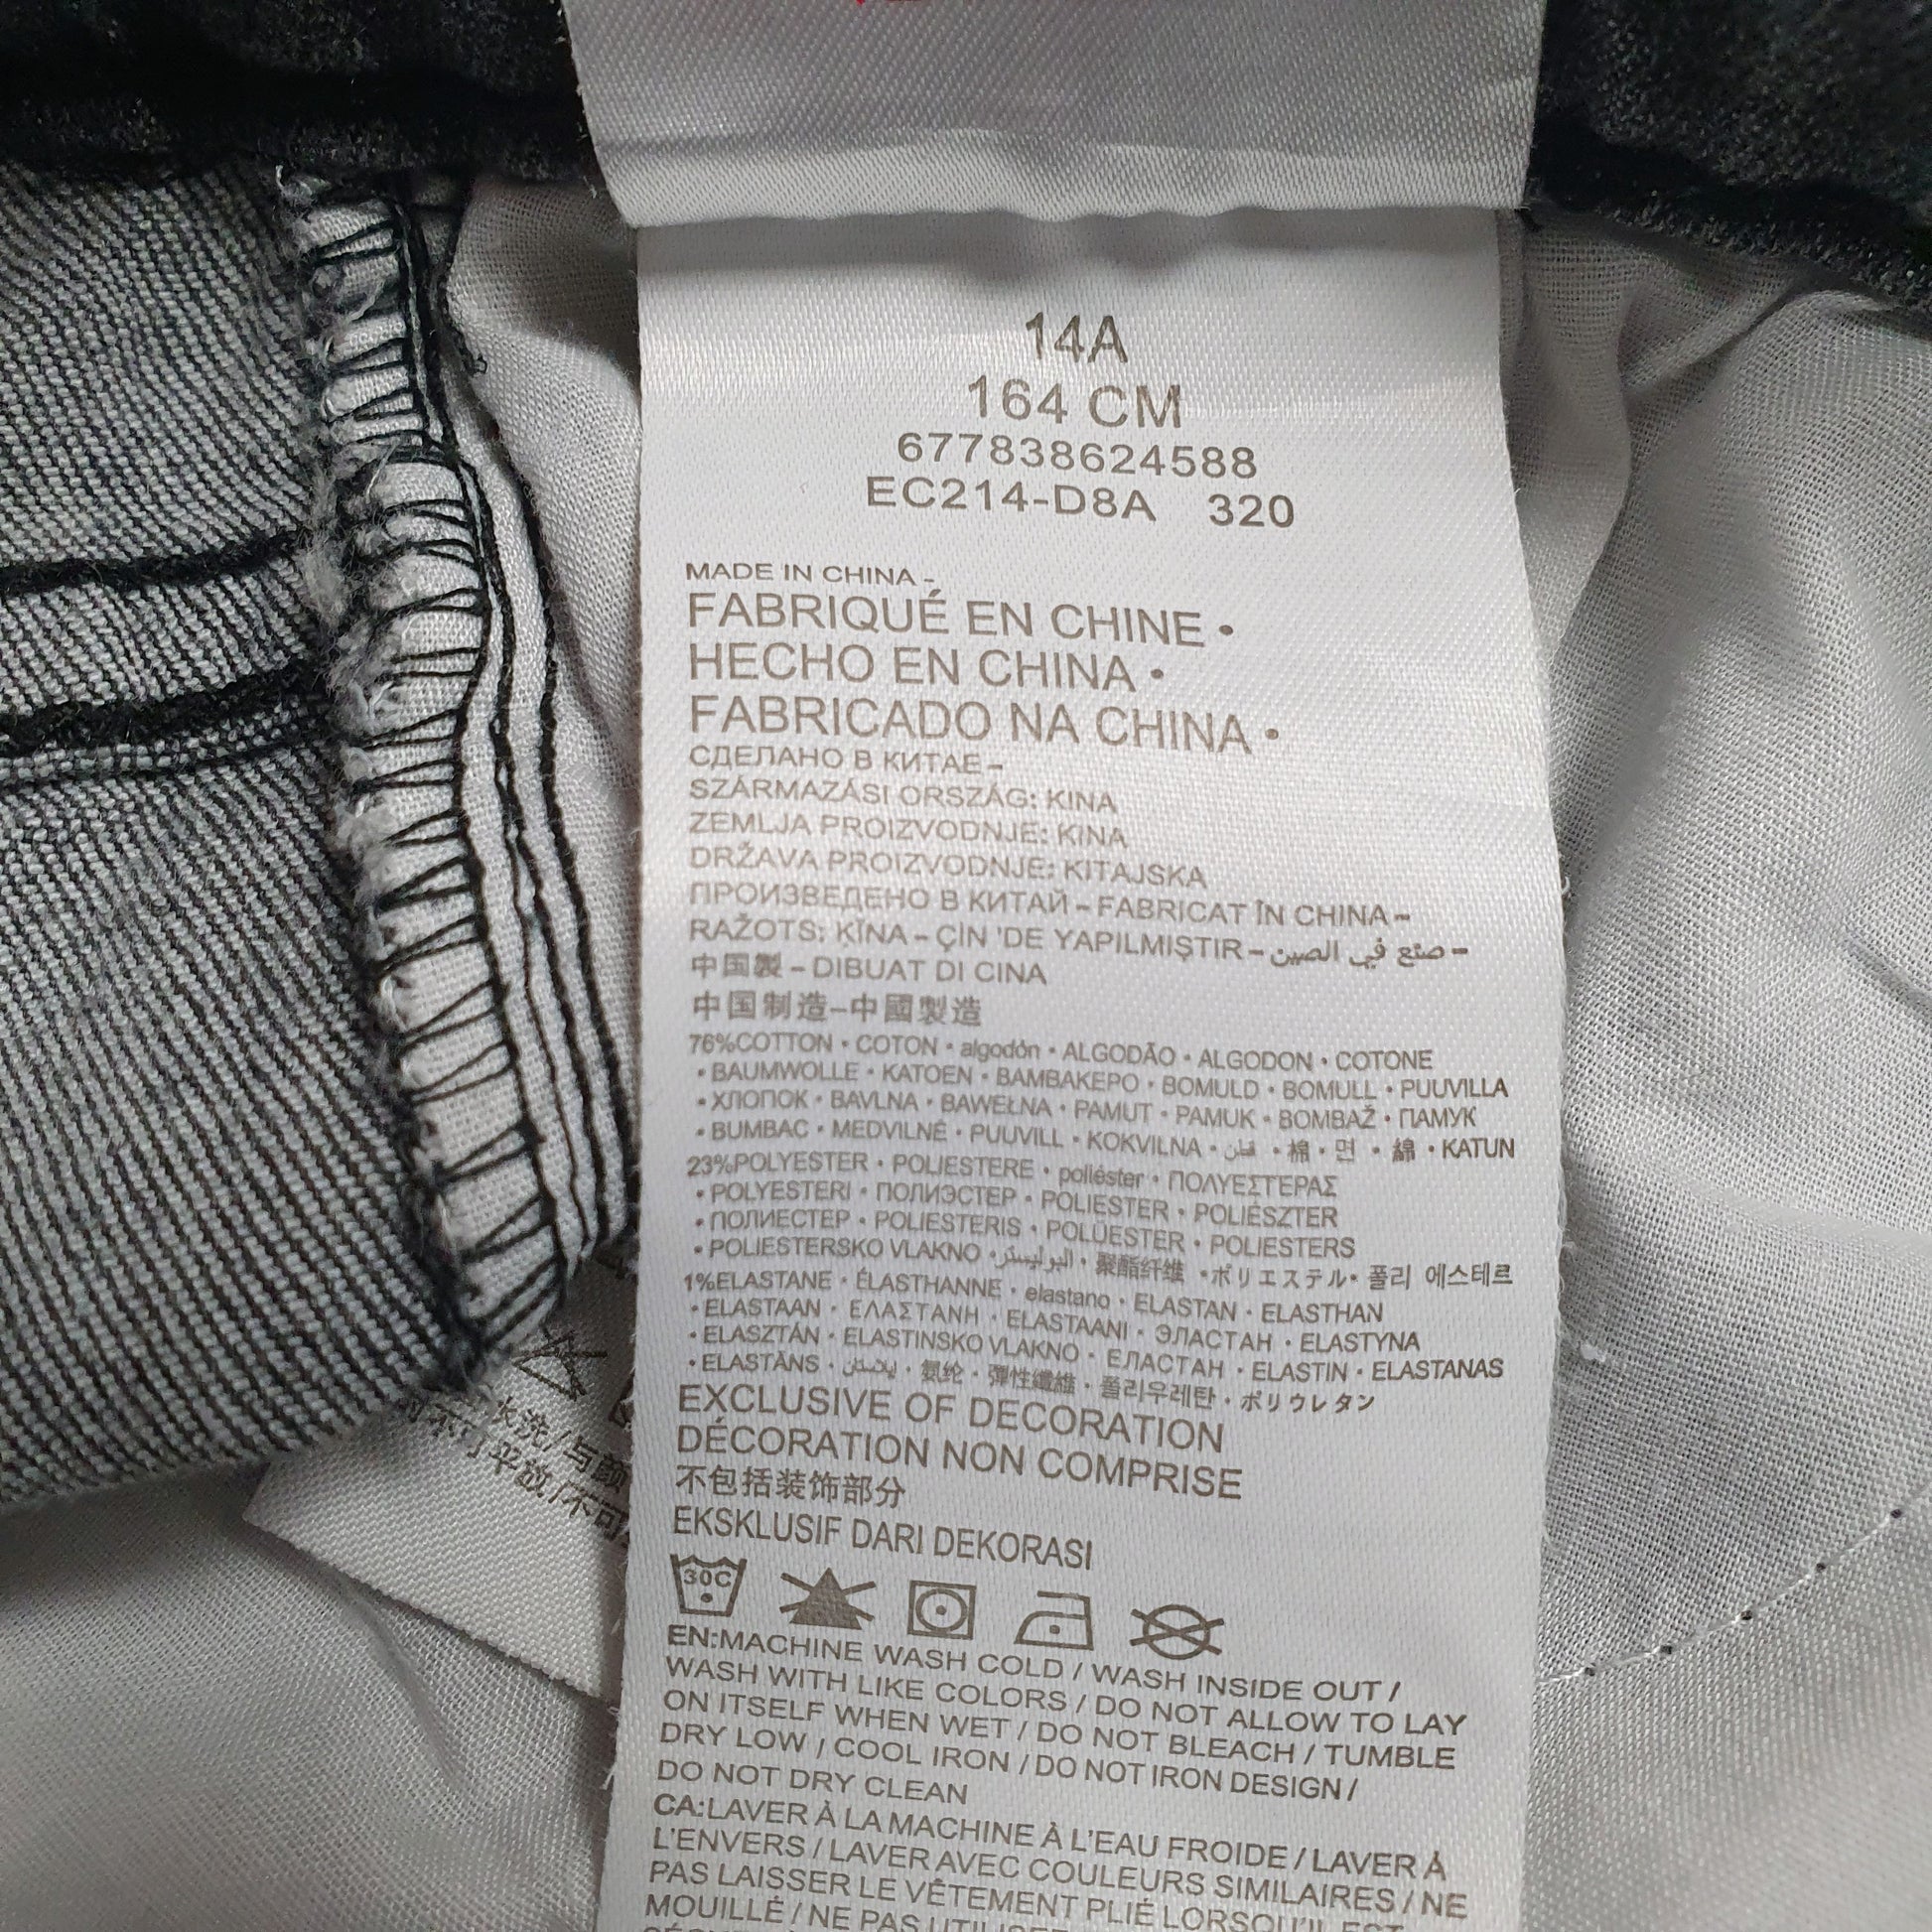 14A
164 CM
677838624588
EC214-D8A 320
MADE IN CHINA -
FABRIQUÉ EN CHINE •
HECHO EN CHINA •
FABRICADO NA CHINA •
СДЕЛАНО В КИТАЕ –
SZÁRMAZÁSI ORSZÁG: KINA
ZEMLJA PROIZVODNJE: KINA
DRŽAVA PROIZVODNJE: KITAJSKA
ПРОИЗВЕДЕНО В КИТАЙ – FABRICAT ÎN CHINA –
RAŽOTS: ĶĪNA – ÇİN 'DE YAPILMIŞTIR – صنع في الصين –
中国製 – DIBUAT DI CINA
中国制造–中國製造
76%COTTON • COTON • algodón • ALGODÃO • ALGODON • COTONE
• BAUMWOLLE • KATOEN • BAMBAKEPO • BOMULD • BOMULL • PUUVILLA
• ХЛОПОК • BAVLNA • BAWEŁNA • PAMUT • PAMUK • BOMBAŽ • ПАМУК
• BUMBAC • MEDVILNĖ • PUUVILL • KOKVILNA • قطن • 棉 • 면 • 綿 • KATUN
23%POLYESTER • POLIESTERE • poliéster • ΠΟΛΥΕΣΤΕΡΑΣ
• POLYESTERI • ПОЛИЭСТЕР • POLIESTER • POLIÉSZTER
• ПОЛИЕСТЕР • POLIESTERIS • POLÜESTER • POLIESTERS
• POLIESTERSKO VLAKNO • البوليستر • 聚酯纤维 • ポリエステル • 폴리 에스테르
1%ELASTANE • ÉLASTHANNE • elastano • ELASTAN • ELASTHAN
• ELASTAAN • ΕΛΑΣΤΑΝΗ • ELASTAANI • ЭЛАСТАН • ELASTYNA
• ELASZTÁN • ELASTINSKO VLAKNO • ЕЛАСТАН • ELASTIN • ELASTANAS
• ELASTĀNS • 氨纶 • 彈性纖維 • 폴리우레탄 • ポリウレタン
EXCLUSIVE OF DECORATION
DÉCORATION NON COMPRISE
不包括装饰部分
EKSKLUSIF DARI DEKORASI
30C
EN:MACHINE WASH COLD / WASH INSIDE OUT /
WASH WITH LIKE COLORS / DO NOT ALLOW TO LAY
ON ITSELF WHEN WET / DO NOT BLEACH / TUMBLE
DRY LOW / COOL IRON / DO NOT IRON DESIGN /
DO NOT DRY CLEAN
CA:LAVER À LA MACHINE À L'EAU FROIDE / LAVER À
L'ENVERS / LAVER AVEC COULEURS SIMILAIRES / NE
PAS LAISSER LE VÊTEMENT PLIÉ LORSQU'IL EST
MOUILLÉ / NE PAS
水洗/与颜
不可平放/不可